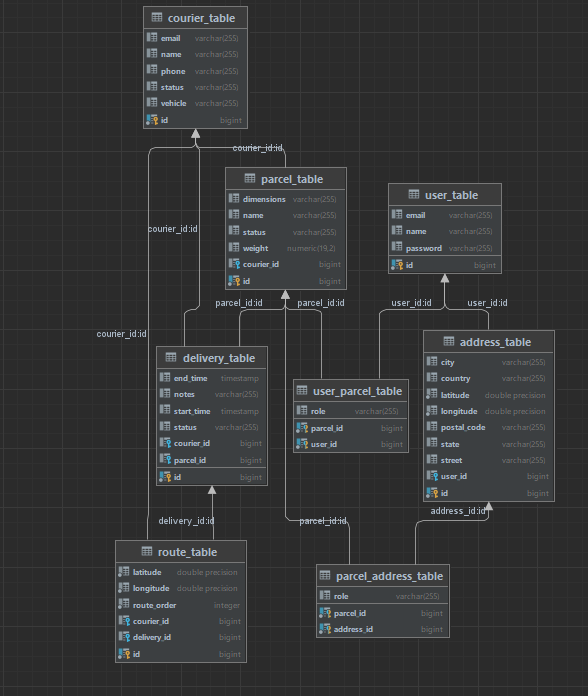 courier_table
email varchar(255)
name varchar(255)
phone varchar(255)
status varchar(255)
vehicle varchar(255)
id bigint
courier_id:id
parcel_table
dimensions varchar(255)
name varchar(255)
status varchar(255)
weight numeric(19,2)
courier_id bigint
id bigint
user_table
email varchar(255)
name varchar(255)
password varchar(255)
id bigint
courier_id:id
parcel_id:id
parcel_id:id
user_id:id
user_id:id
courier_id:id
delivery_table
end_time timestamp
notes varchar(255)
start_time timestamp
status varchar(255)
courier_id bigint
parcel_id bigint
id bigint
user_parcel_table
role varchar(255)
parcel_id bigint
user_id bigint
address_table
city varchar(255)
country varchar(255)
latitude double precision
longitude double precision
postal_code varchar(255)
state varchar(255)
street varchar(255)
user_id bigint
id bigint
delivery_id:id
parcel_id:id
address_id:id
route_table
latitude double precision
longitude double precision
route_order integer
courier_id bigint
delivery_id bigint
id bigint
parcel_address_table
role varchar(255)
parcel_id bigint
address_id bigint